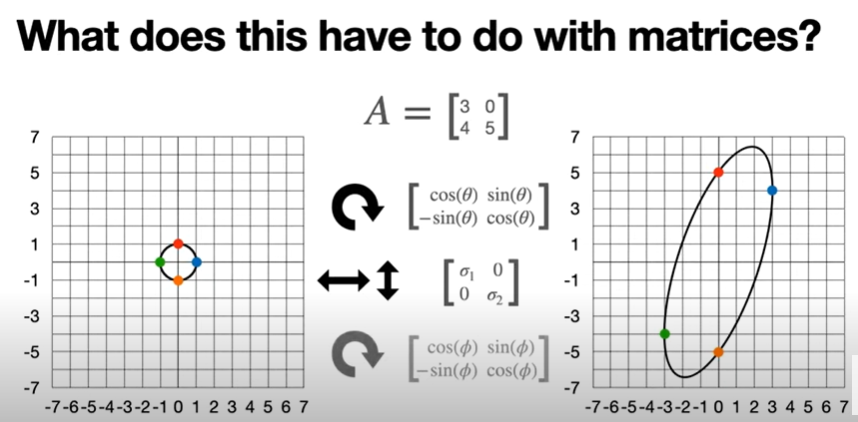 What does this have to do with matrices?
A = [3 0
4 5]
7
5
3
1
-1
-3
-5
-7
-7-6-5-4-3-2-1 0 1 2 3 4 5 6 7
[cos(θ) sin(θ)
−sin(θ) cos(θ)]
[σ₁ 0
0 σ₂]
[cos(ϕ) sin(ϕ)
−sin(ϕ) cos(ϕ)]
7
5
3
1
-1
-3
-5
-7
-7-6-5-4-3-2-1 0 1 2 3 4 5 6 7